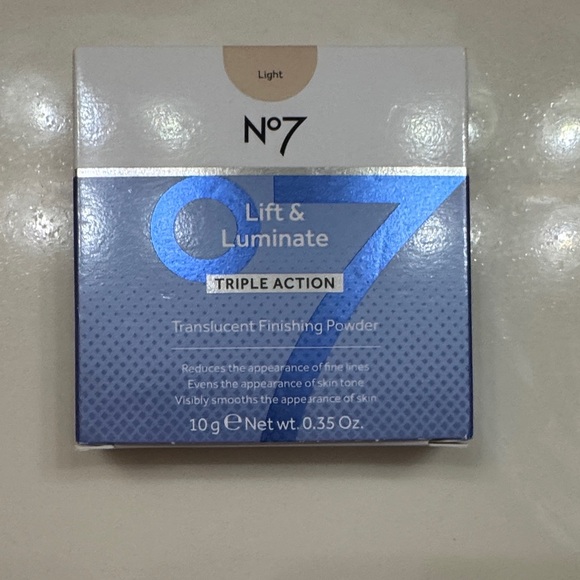 Light
No7
Lift &
Luminate
TRIPLE ACTION
Translucent Finishing Powder
Reduces the appearance of fine lines
Evens the appearance of skin tone
Visibly smooths the appearance of skin
10 g ℮ Net wt. 0.35 Oz.